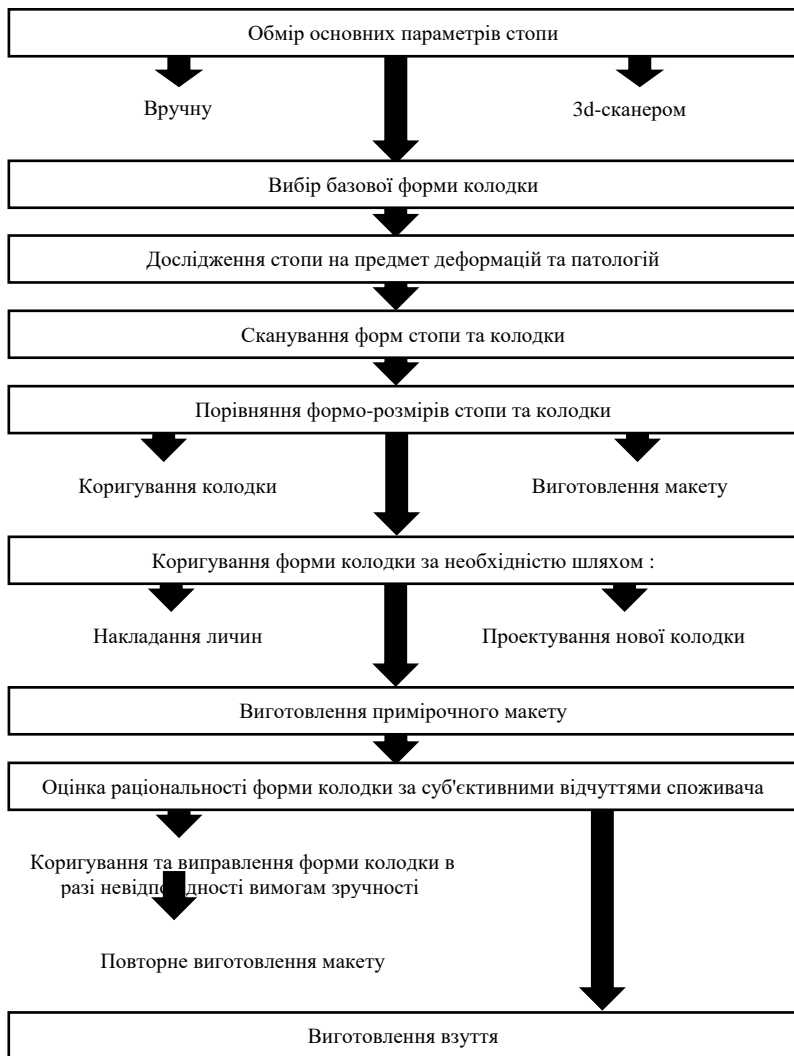 Обмір основних параметрів стопи
Вручну
3d-сканером
Вибір базової форми колодки
Дослідження стопи на предмет деформацій та патологій
Сканування форм стопи та колодки
Порівняння формо-розмірів стопи та колодки
Коригування колодки
Виготовлення макету
Коригування форми колодки за необхідністю шляхом :
Накладання личин
Проектування нової колодки
Виготовлення примірочного макету
Оцінка раціональності форми колодки за суб'єктивними відчуттями споживача
Коригування та виправлення форми колодки в
разі невідповідності вимогам зручності
Повторне виготовлення макету
Виготовлення взуття